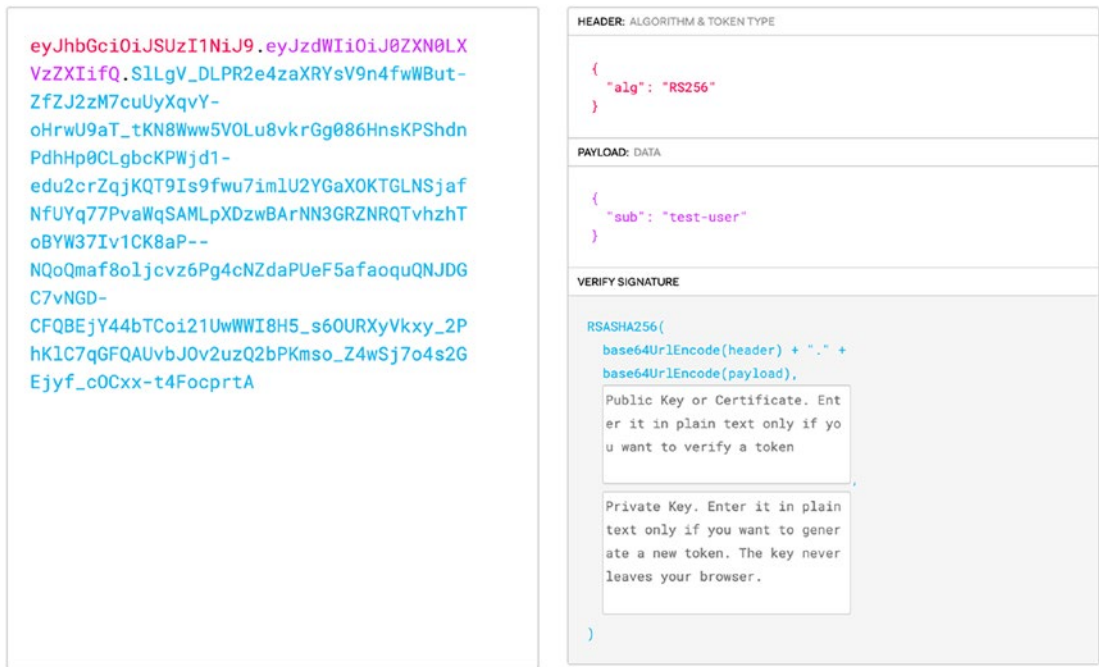 eyJhbGciOiJSUzI1NiJ9.eyJzdWIiOiJ0ZXN0LX
VzZXIifQ.SlLgV_DLPR2e4zaXRYsV9n4fwWBut-
ZfZJ2zM7cuUyXqvY-
oHrwU9aT_tKN8Www5VOLu8vkrGg086HnsKPShdn
PdhHp0CLgbcKPWjd1-
edu2crZqjKQT9Is9fwu7imlU2YGaXOKTGLNSjaf
NfUYq77PvaWqSAMLpXDzwBArNN3GRZNRQTvhzhT
oBYW37Iv1CK8aP--
NQoQmaf8oljcvz6Pg4cNZdaPUeF5afaoquQNJDG
C7vNGD-
CFQBEjY44bTCoi21UwWWI8H5_s6OURXyVkxy_2P
hKlC7qGFQAUvbJOv2uzQ2bPKmso_Z4wSj7o4s2G
Ejyf_cOCxx-t4FocprtA
HEADER: ALGORITHM & TOKEN TYPE
{
"alg": "RS256"
}
PAYLOAD: DATA
{
"sub": "test-user"
}
VERIFY SIGNATURE
RSASHA256(
base64UrlEncode(header) + "." +
base64UrlEncode(payload),
Public Key or Certificate. Ent
er it in plain text only if yo
u want to verify a token
,
Private Key. Enter it in plain
text only if you want to gener
ate a new token. The key never
leaves your browser.
)